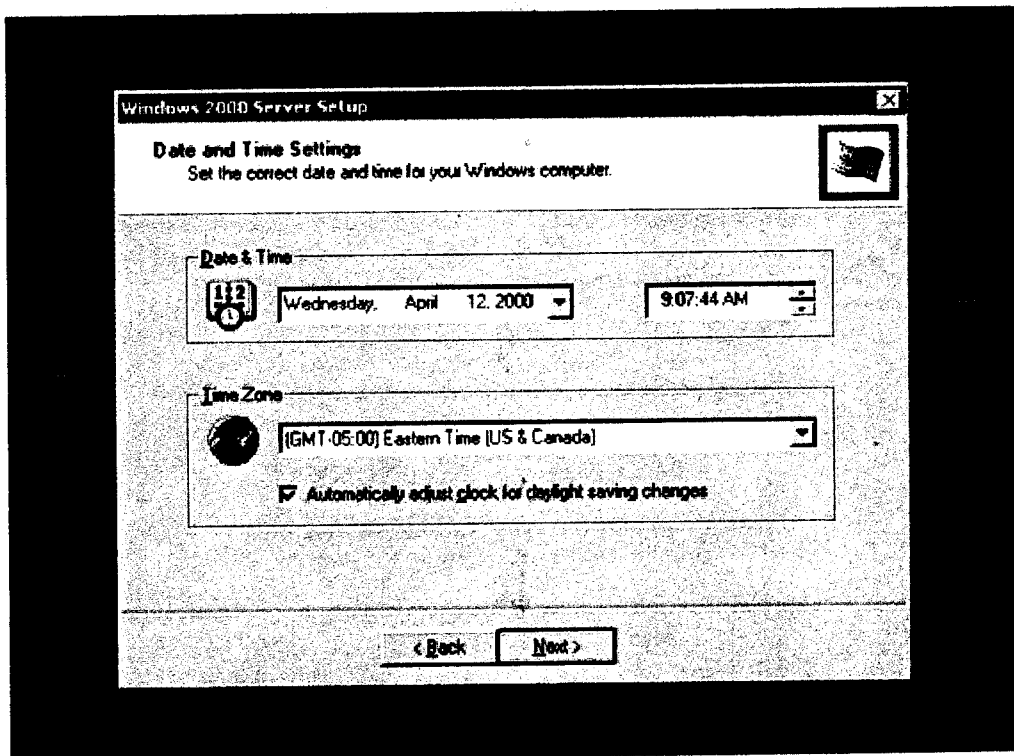 Windows 2000 Server Setup
Date and Time Settings
Set the correct date and time for your Windows computer.
Date & Time
Wednesday, April 12, 2000 9:07:44 AM
Time Zone
(GMT-05:00) Eastern Time (US & Canada)
Automatically adjust clock for daylight saving changes
< Back Next >